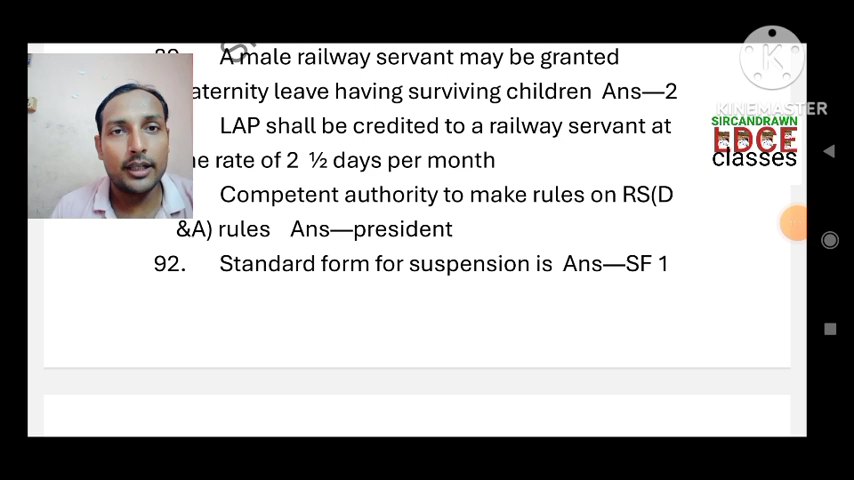 A male railway servant may be granted
aternity leave having surviving children Ans—2
LAP shall be credited to a railway servant at
he rate of 2 ½ days per month
Competent authority to make rules on RS(D
&A) rules Ans—president
92. Standard form for suspension is Ans—SF 1
K
KINEMASTER
SIRCANDRAWN
LDCE
classes